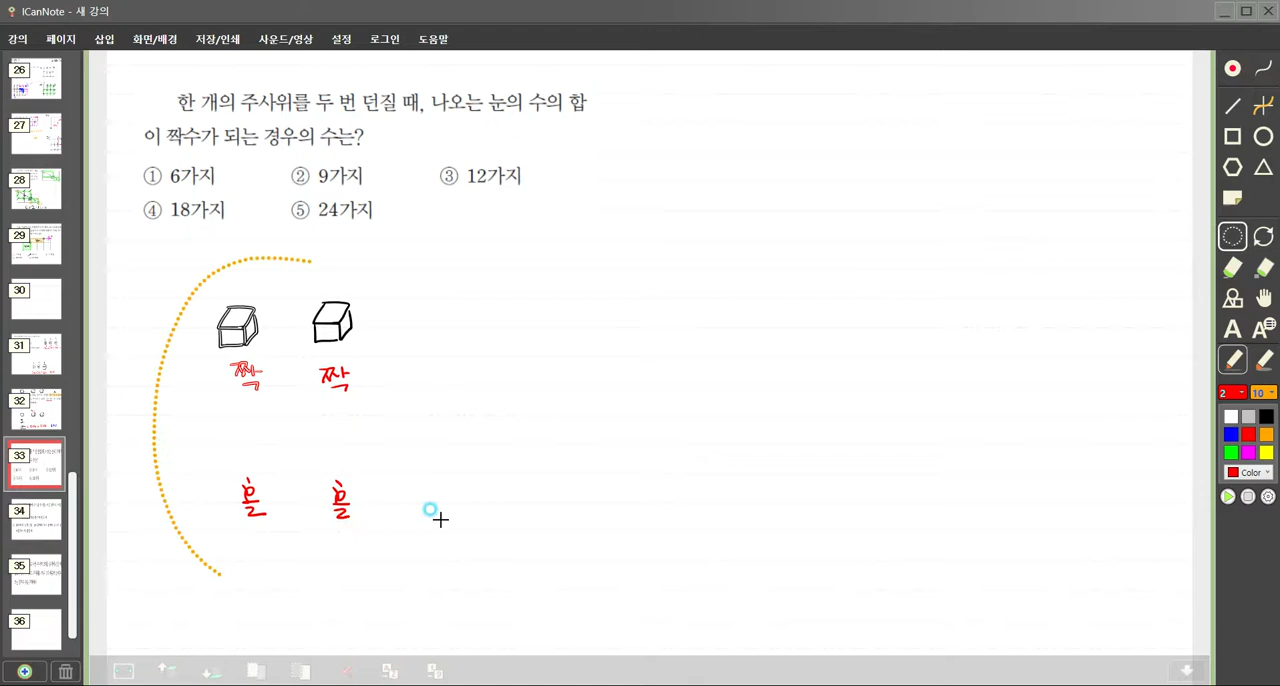 ICanNote - 새 강의
강의 페이지 삽입 화면/배경 저장/인쇄 사운드/영상 설정 로그인 도움말
26
27
28
29
30
31
32
33
34
35
36
한 개의 주사위를 두 번 던질 때, 나오는 눈의 수의 합
이 짝수가 되는 경우의 수는?
① 6가지 ② 9가지 ③ 12가지
④ 18가지 ⑤ 24가지
짝 짝
홀 홀
A A
2 10
Color